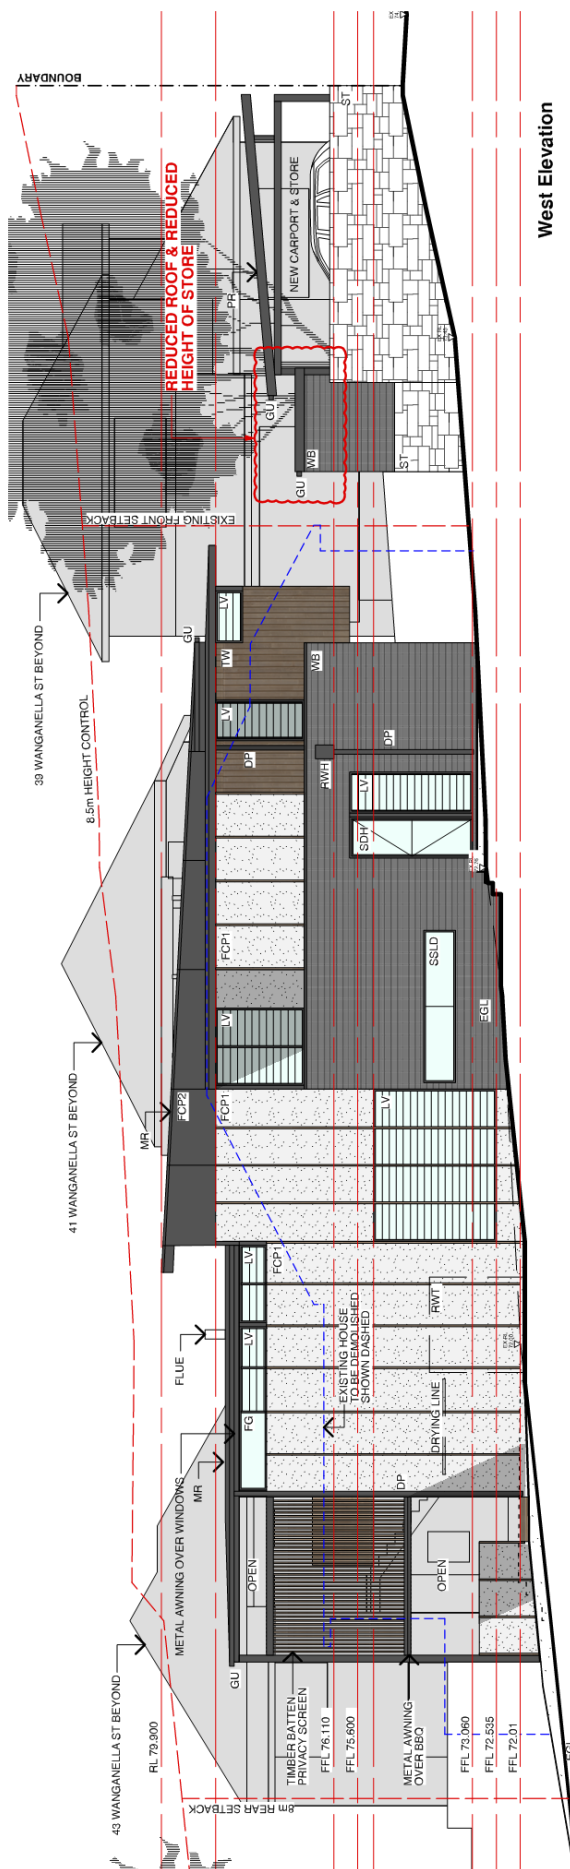 43 WANGANELLA ST BEYOND
RL 79.900
METAL AWNING OVER WINDOWS
MR
FLUE
41 WANGANELLA ST BEYOND
MR
FCP2
8.5m HEIGHT CONTROL
39 WANGANELLA ST BEYOND
GU
BOUNDARY
REDUCED ROOF & REDUCED
HEIGHT OF STORE
PR
NEW CARPORT & STORE
EXISTING FRONT SETBACK
GU
GU
WB
ST
ST
GU
8m REAR SETBACK
TIMBER BATTEN
PRIVACY SCREEN
FFL 76.110
FFL 75.600
METAL AWNING
OVER BBQ
FFL 73.060
FFL 72.535
FFL 72.01
OPEN
OPEN
FG
LV
LV
FCP1
EXISTING HOUSE
TO BE DEMOLISHED
SHOWN DASHED
DP
DRYING LINE
RWT
FCP1
LV
LV
FCP1
DP
LV
TW
LV
RWH
WB
SDH
LV
DP
SSLD
EGL
EGL
West Elevation